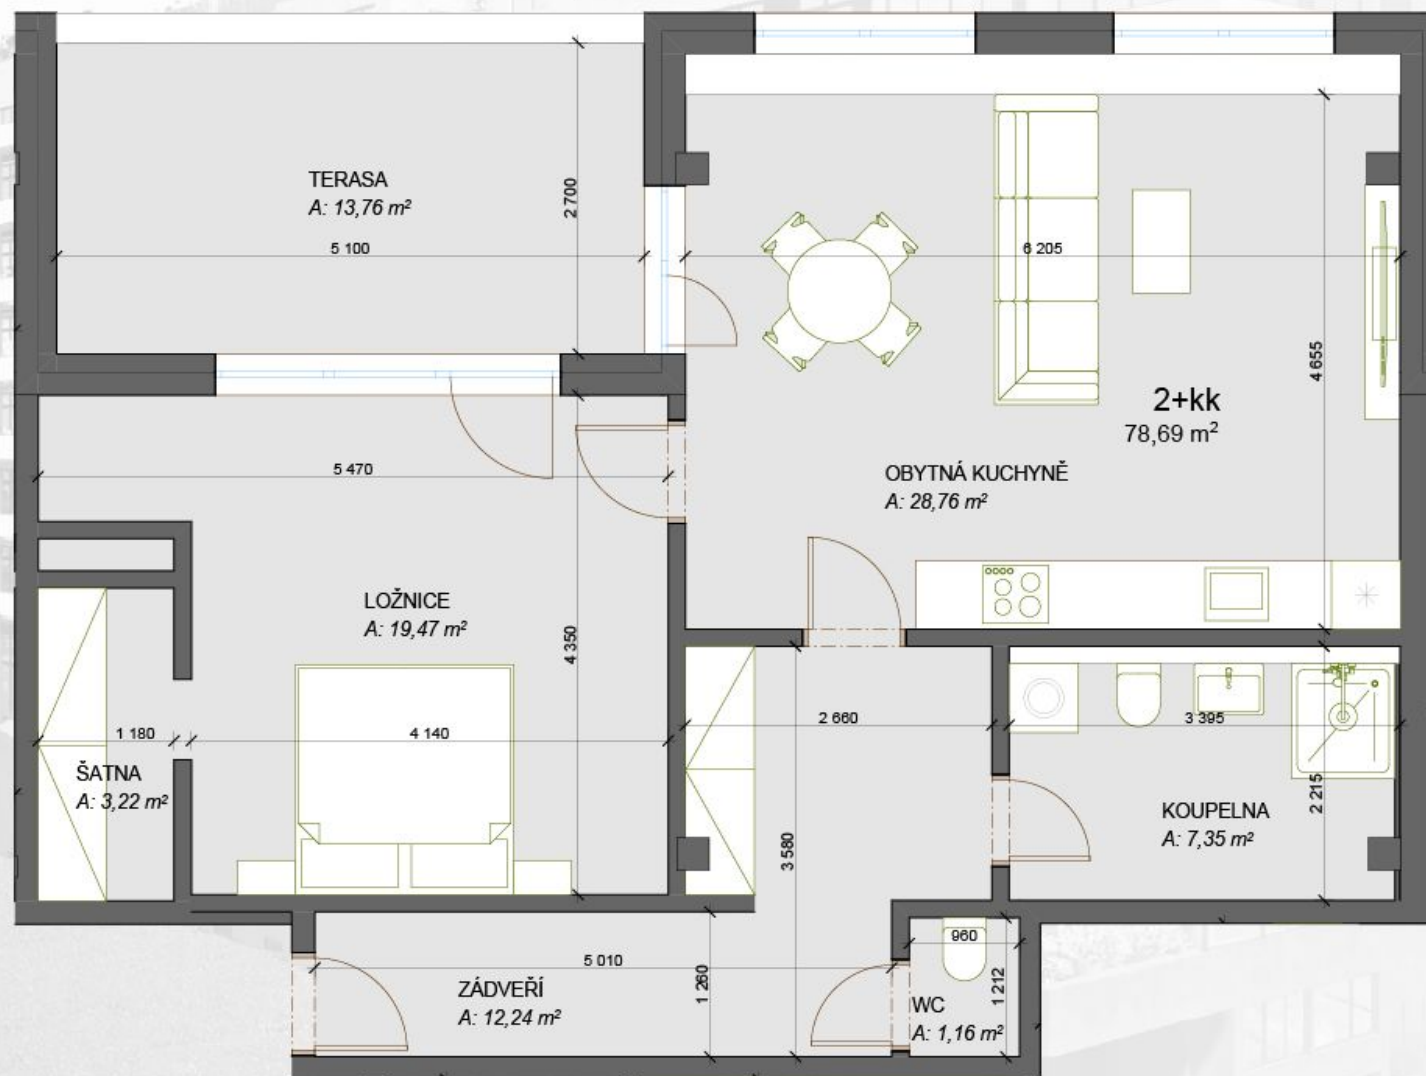 TERASA
A: 13,76 m²
5 100
2 700
6 205
4 655
2+kk
78,69 m²
OBYTNÁ KUCHYNĚ
A: 28,76 m²
5 470
LOŽNICE
A: 19,47 m²
4 350
1 180
4 140
ŠATNA
A: 3,22 m²
2 660
3 395
2 215
KOUPELNA
A: 7,35 m²
3 580
5 010
1 260
ZÁDVEŘÍ
A: 12,24 m²
960
1 212
WC
A: 1,16 m²